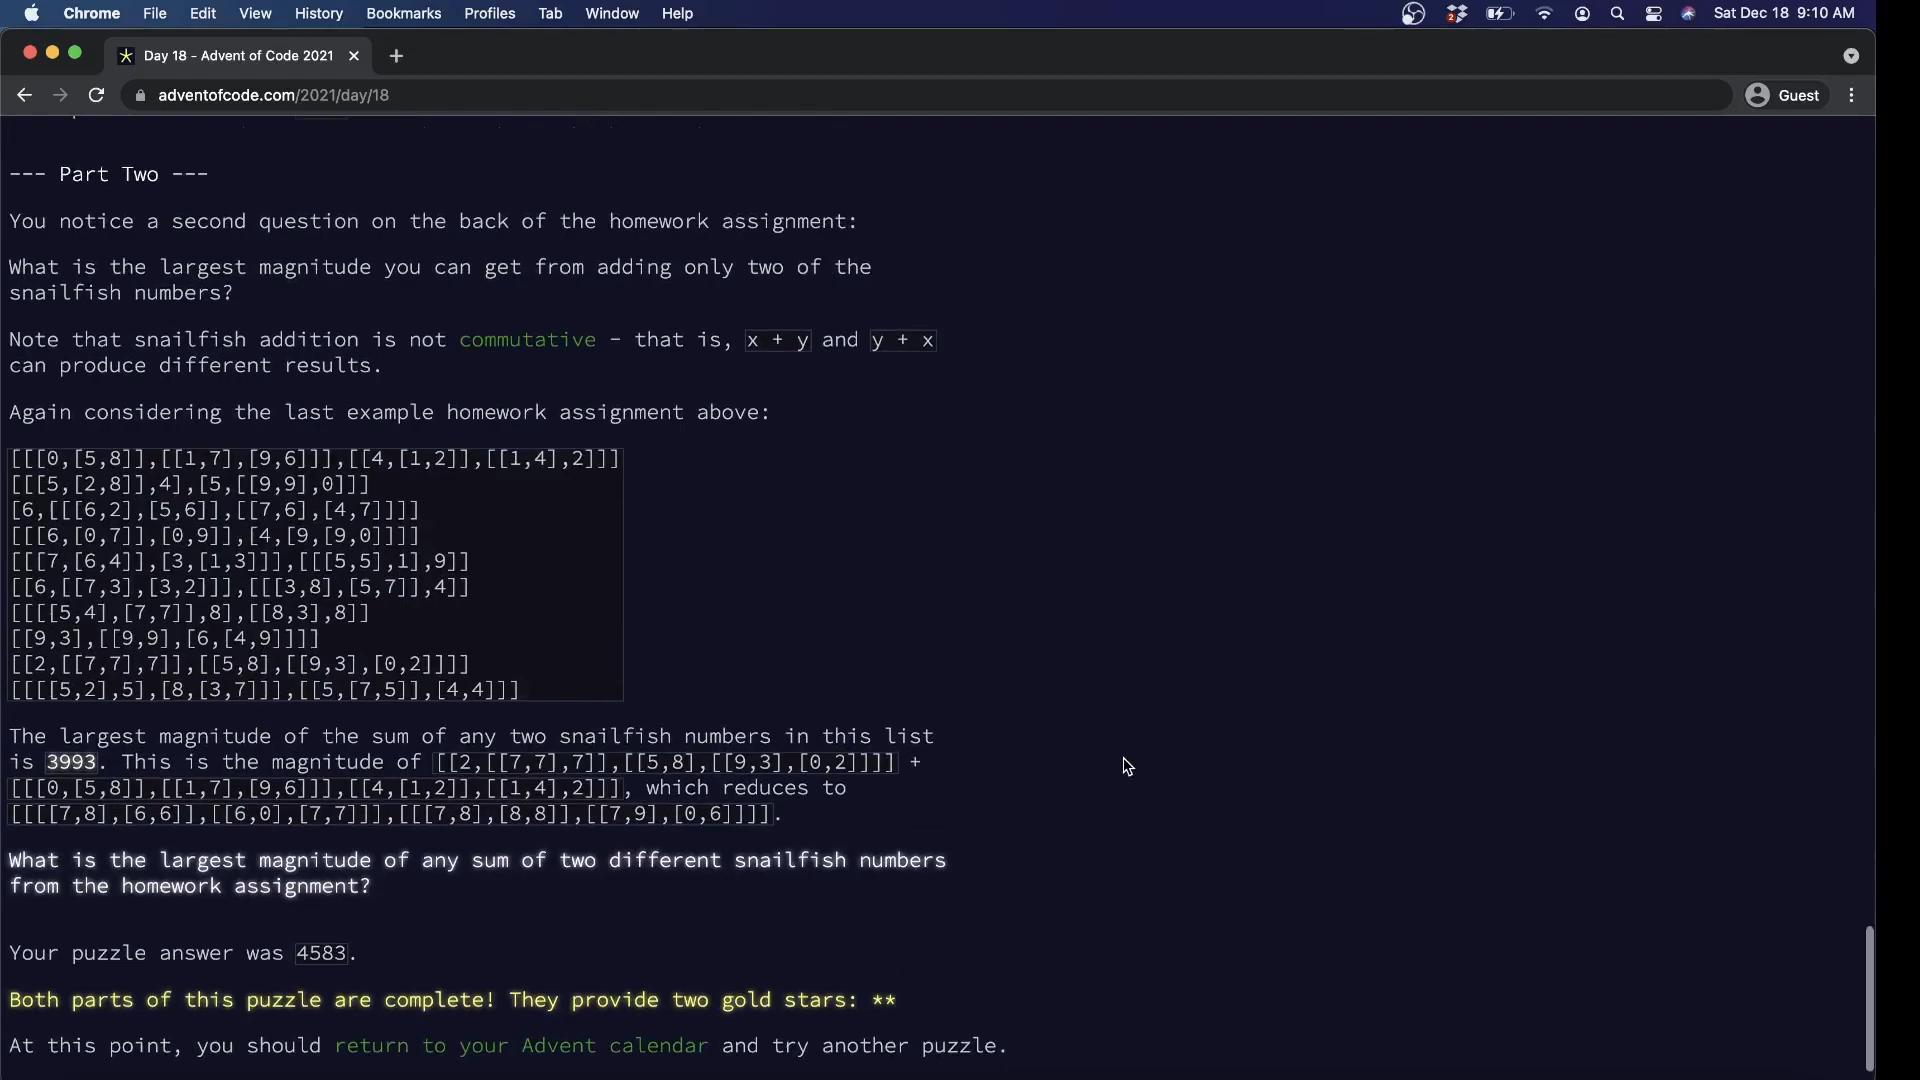 Chrome File Edit View History Bookmarks Profiles Tab Window Help 2 Sat Dec 18 9:10 AM
Day 18 - Advent of Code 2021
adventofcode.com/2021/day/18 Guest
--- Part Two ---
You notice a second question on the back of the homework assignment:
What is the largest magnitude you can get from adding only two of the
snailfish numbers?
Note that snailfish addition is not commutative - that is, x + y and y + x
can produce different results.
Again considering the last example homework assignment above:
[[[0,[5,8]],[[1,7],[9,6]]],[[4,[1,2]],[[1,4],2]]]
[[[5,[2,8]],4],[5,[[9,9],0]]]
[6,[[[6,2],[5,6]],[[7,6],[4,7]]]]
[[[6,[0,7]],[0,9]],[4,[9,[9,0]]]]
[[[7,[6,4]],[3,[1,3]]],[[[5,5],1],9]]
[[6,[[7,3],[3,2]]],[[[3,8],[5,7]],4]]
[[[[5,4],[7,7]],8],[[8,3],8]]
[[9,3],[[9,9],[6,[4,9]]]]
[[2,[[7,7],7]],[[5,8],[[9,3],[0,2]]]]
[[[[5,2],5],[8,[3,7]]],[[5,[7,5]],[4,4]]]
The largest magnitude of the sum of any two snailfish numbers in this list
is 3993. This is the magnitude of [[2,[[7,7],7]],[[5,8],[[9,3],[0,2]]]] +
[[[0,[5,8]],[[1,7],[9,6]]],[[4,[1,2]],[[1,4],2]]], which reduces to
[[[[7,8],[6,6]],[[6,0],[7,7]]],[[[7,8],[8,8]],[[7,9],[0,6]]]].
What is the largest magnitude of any sum of two different snailfish numbers
from the homework assignment?
Your puzzle answer was 4583.
Both parts of this puzzle are complete! They provide two gold stars: **
At this point, you should return to your Advent calendar and try another puzzle.